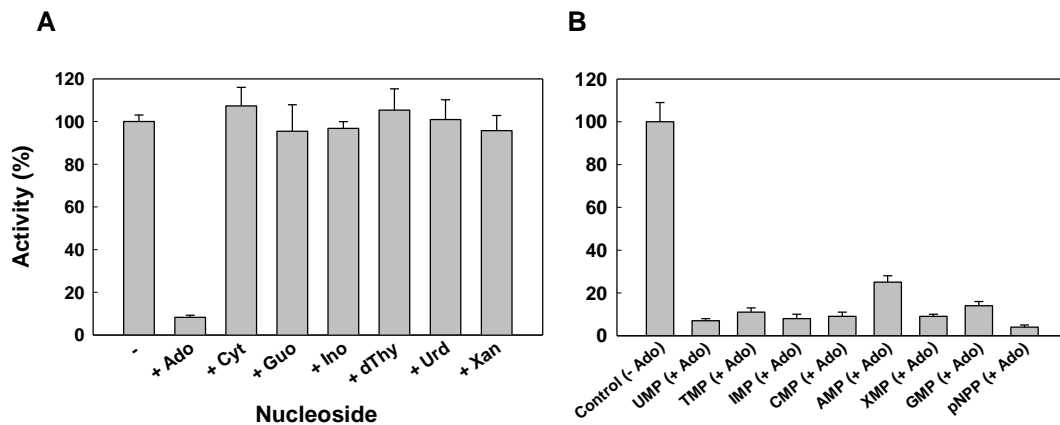 A
B
120
100
80
60
40
20
0
Activity (%)
-
+ Ado
+ Cyt
+ Guo
+ Ino
+ dThy
+ Urd
+ Xan
Nucleoside
120
100
80
60
40
20
0
Control (- Ado)
UMP (+ Ado)
TMP (+ Ado)
IMP (+ Ado)
CMP (+ Ado)
AMP (+ Ado)
XMP (+ Ado)
GMP (+ Ado)
pNPP (+ Ado)